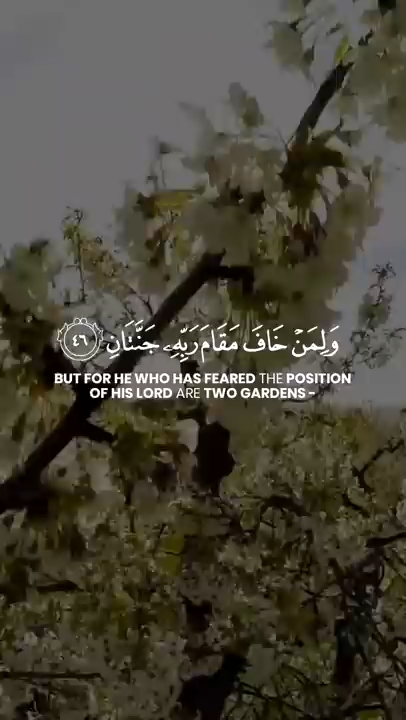 وَلِمَنْ خَافَ مَقَامَ رَبِّهِۦ جَنَّتَانِ ٤٦
BUT FOR HE WHO HAS FEARED THE POSITION
OF HIS LORD ARE TWO GARDENS -